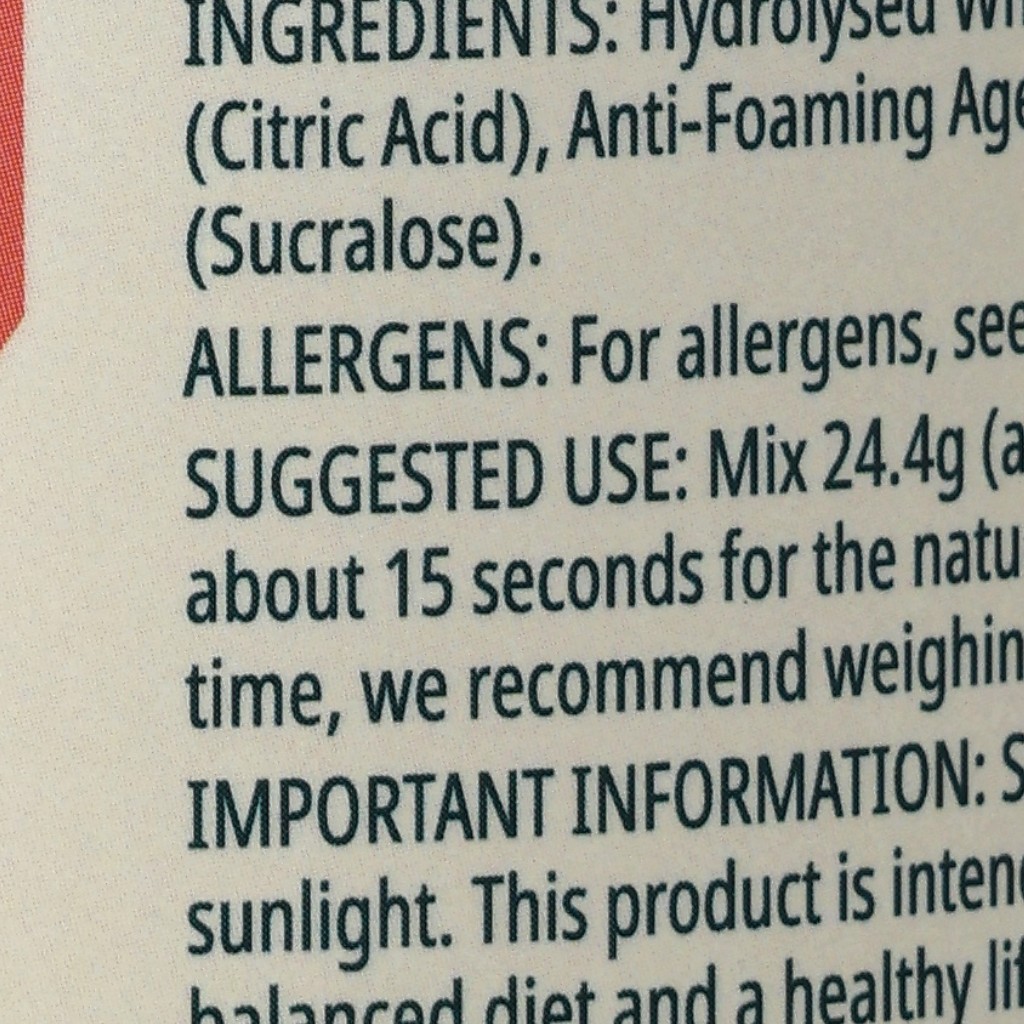 INGREDIENTS: Hydrolysed
(Citric Acid), Anti-Foaming
(Sucralose).
ALLERGENS: For allergens, see
SUGGESTED USE: Mix 24.4g
about 15 seconds for the
time, we recommend
IMPORTANT INFORMATION:
sunlight. This product is
balanced diet and a healthy